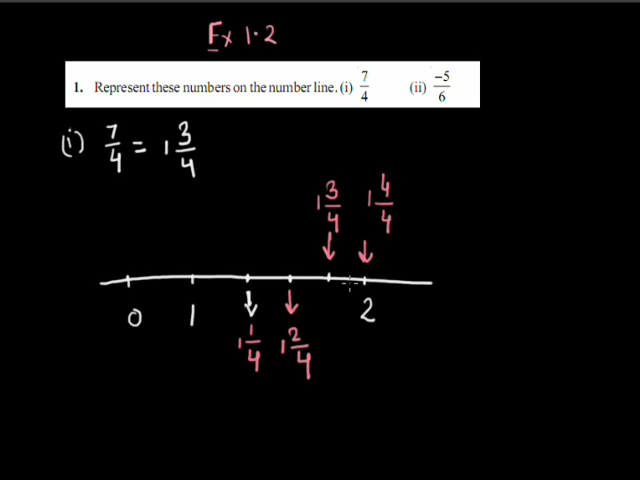 Ex 1.2
1. Represent these numbers on the number line. (i) 7/4 (ii) -5/6
(i) 7/4 = 1 3/4
1 3/4 1 4/4
0 1 2
1 1/4 1 2/4